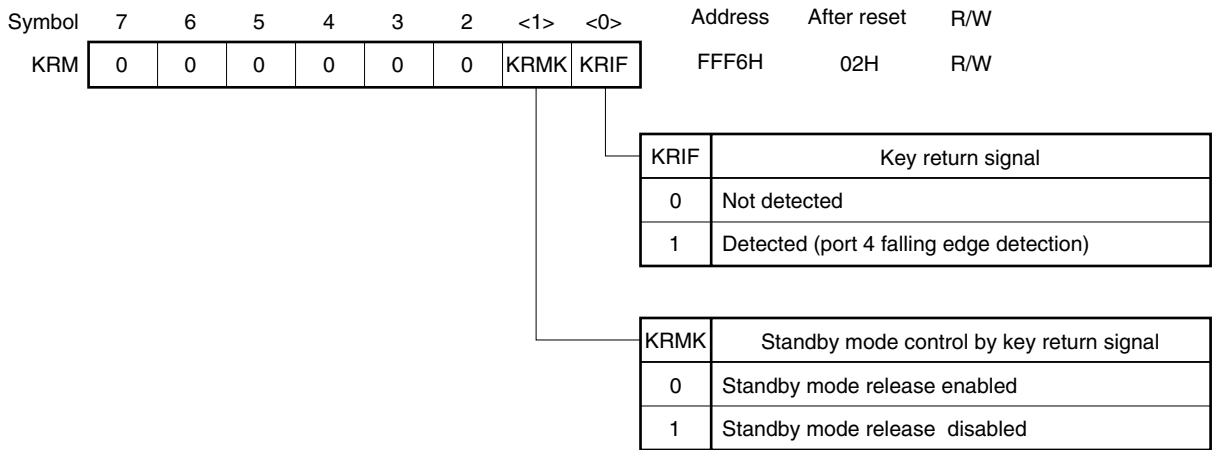 Symbol 7 6 5 4 3 2 <1> <0> Address After reset R/W
KRM 0 0 0 0 0 0 KRMK KRIF FFF6H 02H R/W
KRIF Key return signal
0 Not detected
1 Detected (port 4 falling edge detection)
KRMK Standby mode control by key return signal
0 Standby mode release enabled
1 Standby mode release disabled